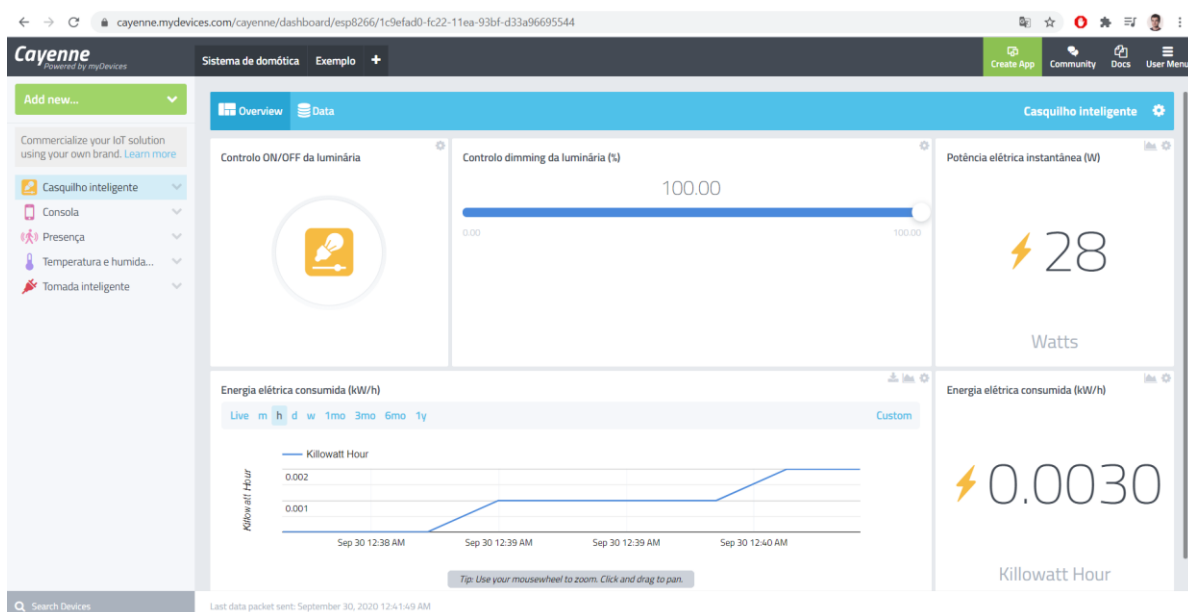 cayenne.mydevices.com/cayenne/dashboard/esp8266/1c9efad0-fc22-11ea-93bf-d33a96695544
Cayenne
Powered by myDevices
Sistema de domótica Exemplo +
Create App Community Docs User Menu
Add new...
Overview Data
Casquilho inteligente
Commercialize your IoT solution
using your own brand. Learn more
Casquilho inteligente
Consola
Presença
Temperatura e humida...
Tomada inteligente
Controlo ON/OFF da luminária
Controlo dimming da luminária (%)
100.00
0.00 100.00
Potência elétrica instantânea (W)
28
Watts
Energia elétrica consumida (kW/h)
Live m h d w 1mo 3mo 6mo 1y Custom
Killowatt Hour
Killowatt Hour
0.002
0.001
Sep 30 12:38 AM Sep 30 12:39 AM Sep 30 12:39 AM Sep 30 12:40 AM
Tip: Use your mousewheel to zoom. Click and drag to pan.
Energia elétrica consumida (kW/h)
0.0030
Killowatt Hour
Search Devices
Last data packet sent: September 30, 2020 12:41:49 AM